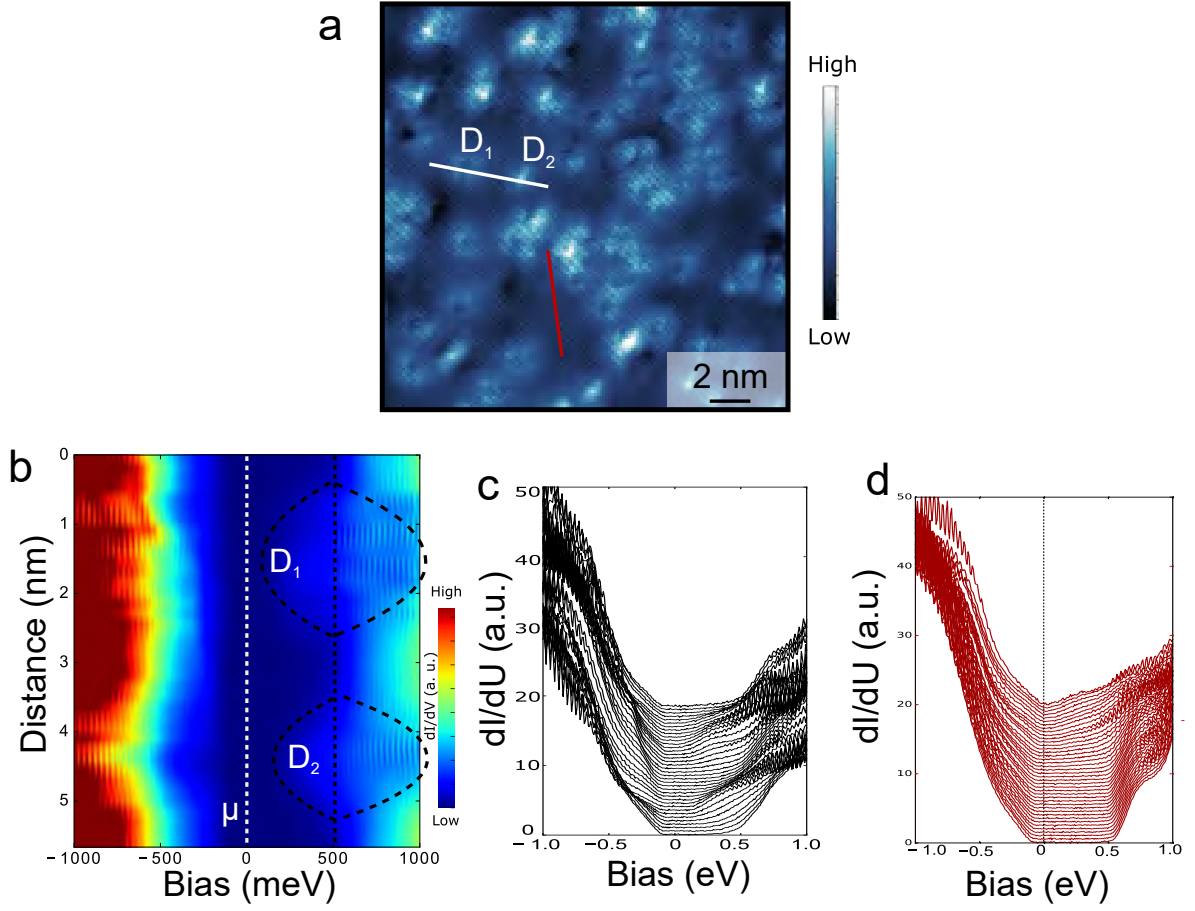 a
High
Low
D₁
D₂
2 nm
b
Distance (nm)
0
1
2
3
4
5
D₁
D₂
μ
High
dI/dV (a. u.)
Low
−1000
−500
0
500
1000
Bias (meV)
c
dI/dU (a.u.)
50
40
30
20
10
0
−1.0
−0.5
0
0.5
1.0
Bias (eV)
d
dI/dU (a.u.)
50
40
30
20
10
0
−1.0
−0.5
0
0.5
1.0
Bias (eV)